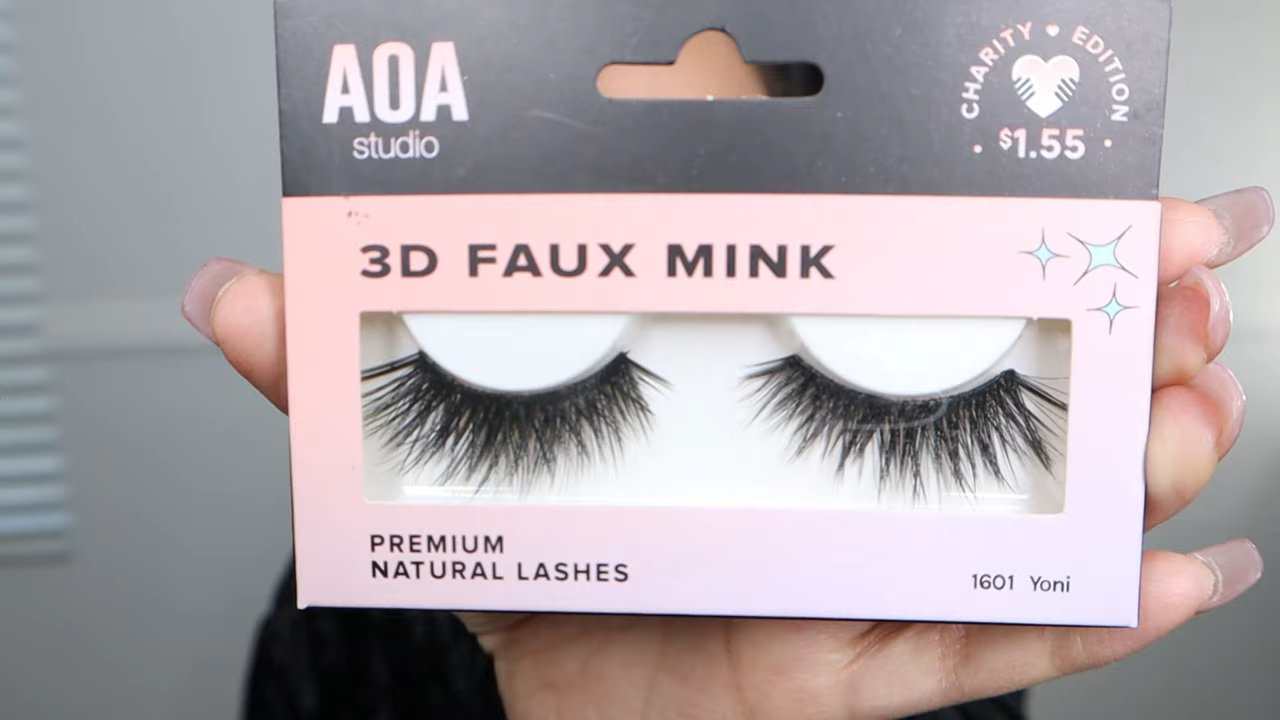 AOA
studio
CHARITY • EDITION
• $1.55 •
3D FAUX MINK
PREMIUM
NATURAL LASHES
1601 Yoni